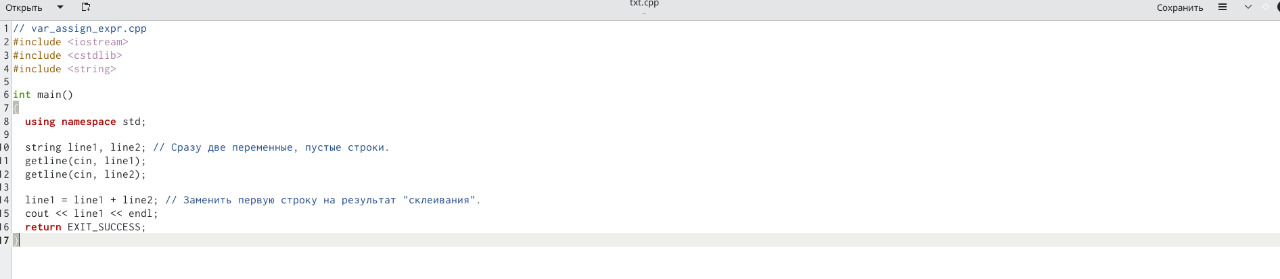 Открыть
txt.cpp
Сохранить
1 // var_assign_expr.cpp
2 #include <iostream>
3 #include <cstdlib>
4 #include <string>
5
6 int main()
7 {
8 using namespace std;
9
10 string line1, line2; // Сразу две переменные, пустые строки.
11 getline(cin, line1);
12 getline(cin, line2);
13
14 line1 = line1 + line2; // Заменить первую строку на результат "склеивания".
15 cout << line1 << endl;
16 return EXIT_SUCCESS;
17 }